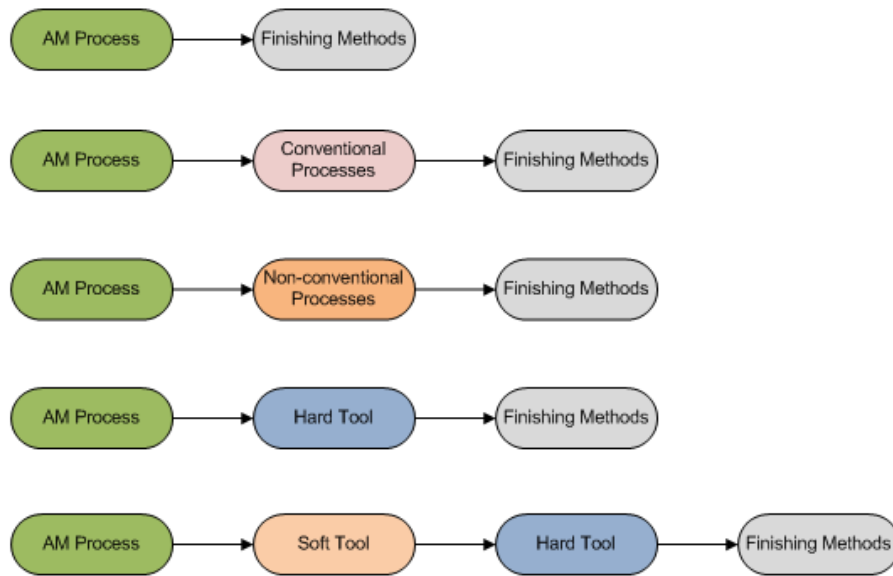 AM Process
Finishing Methods
AM Process
Conventional
Processes
Finishing Methods
AM Process
Non-conventional
Processes
Finishing Methods
AM Process
Hard Tool
Finishing Methods
AM Process
Soft Tool
Hard Tool
Finishing Methods